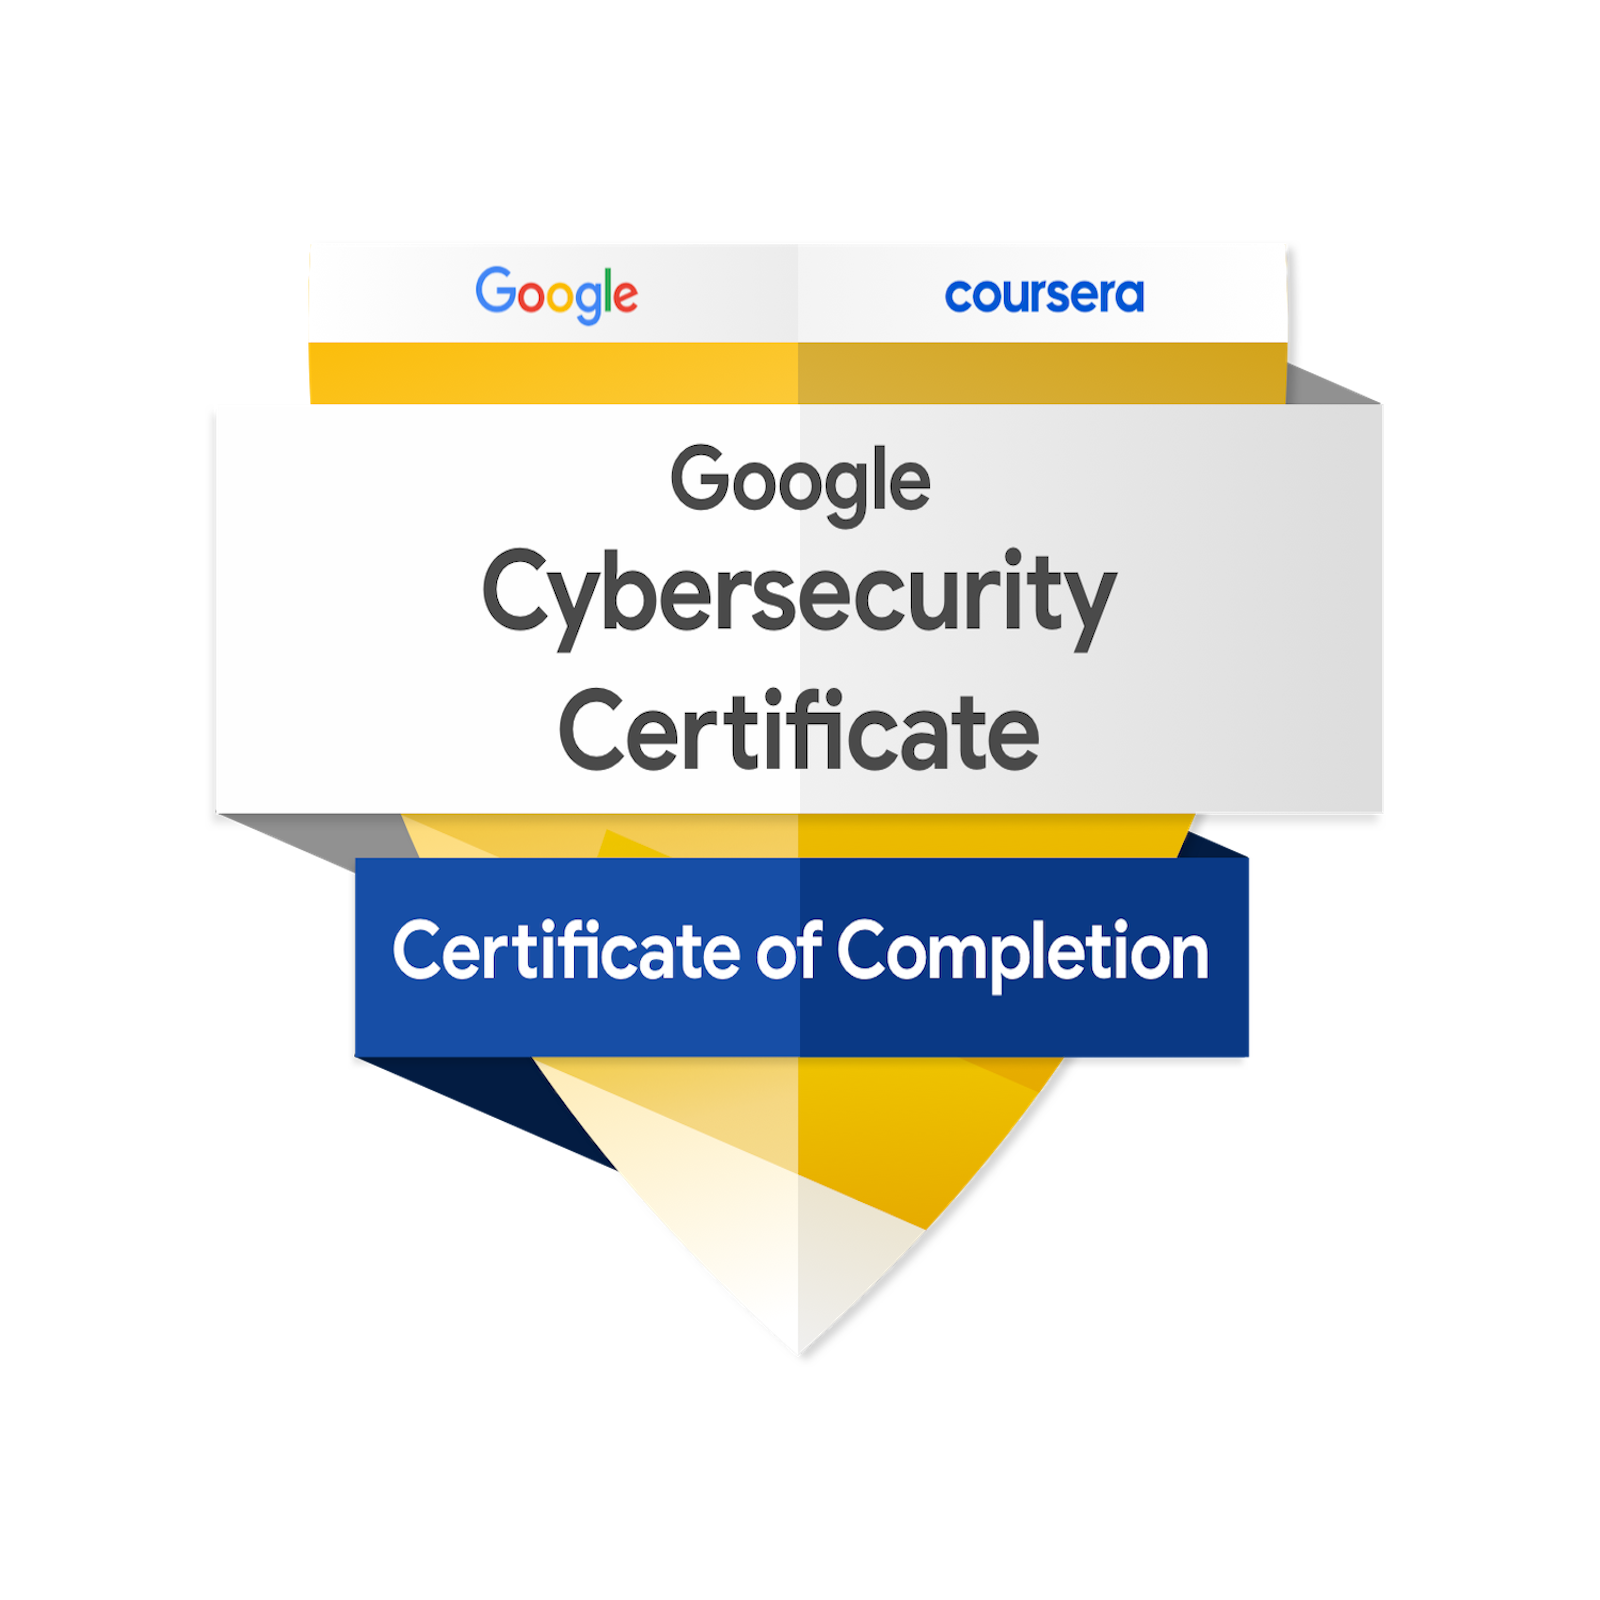 Google coursera
Google
Cybersecurity
Certificate
Certificate of Completion